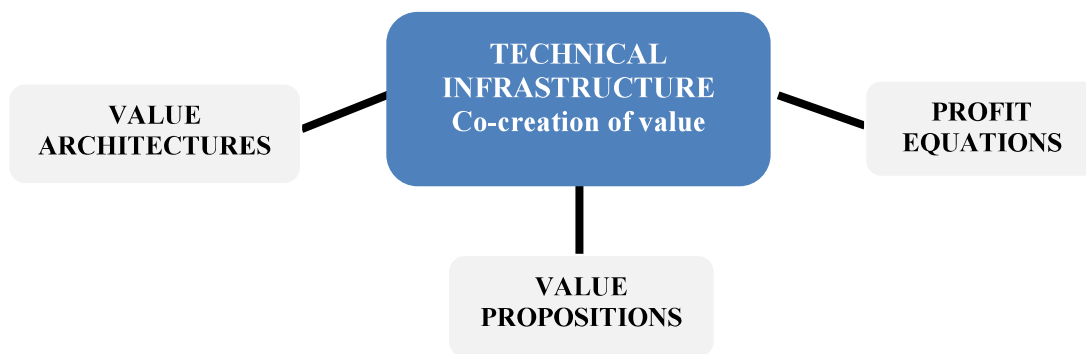 TECHNICAL
INFRASTRUCTURE
Co-creation of value
VALUE
ARCHITECTURES
PROFIT
EQUATIONS
VALUE
PROPOSITIONS